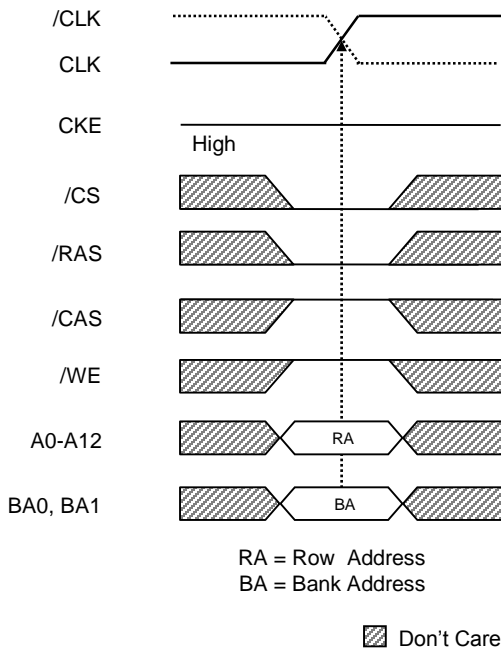 /CLK
CLK
CKE
High
/CS
/RAS
/CAS
/WE
A0-A12
RA
BA0, BA1
BA
RA = Row Address
BA = Bank Address
Don't Care